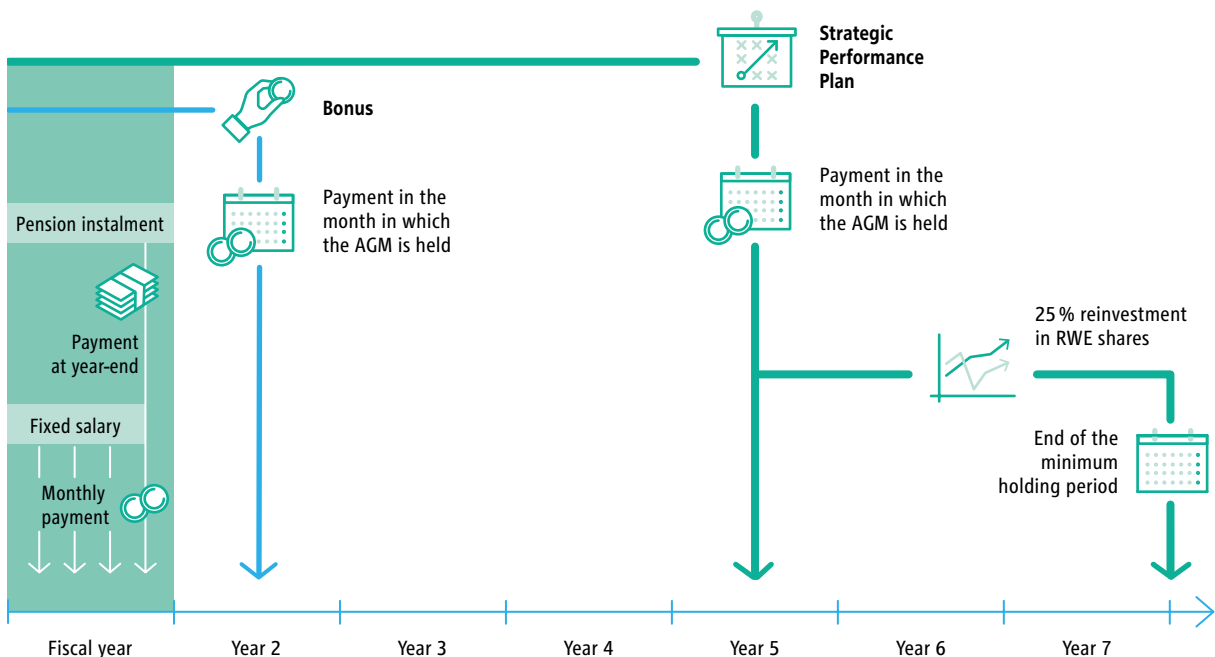 Strategic
Performance
Plan
Bonus
Payment in the
month in which
the AGM is held
Payment in the
month in which
the AGM is held
Pension instalment
Payment
at year-end
25 % reinvestment
in RWE shares
Fixed salary
Monthly
payment
End of the
minimum
holding period
Fiscal year
Year 2
Year 3
Year 4
Year 5
Year 6
Year 7